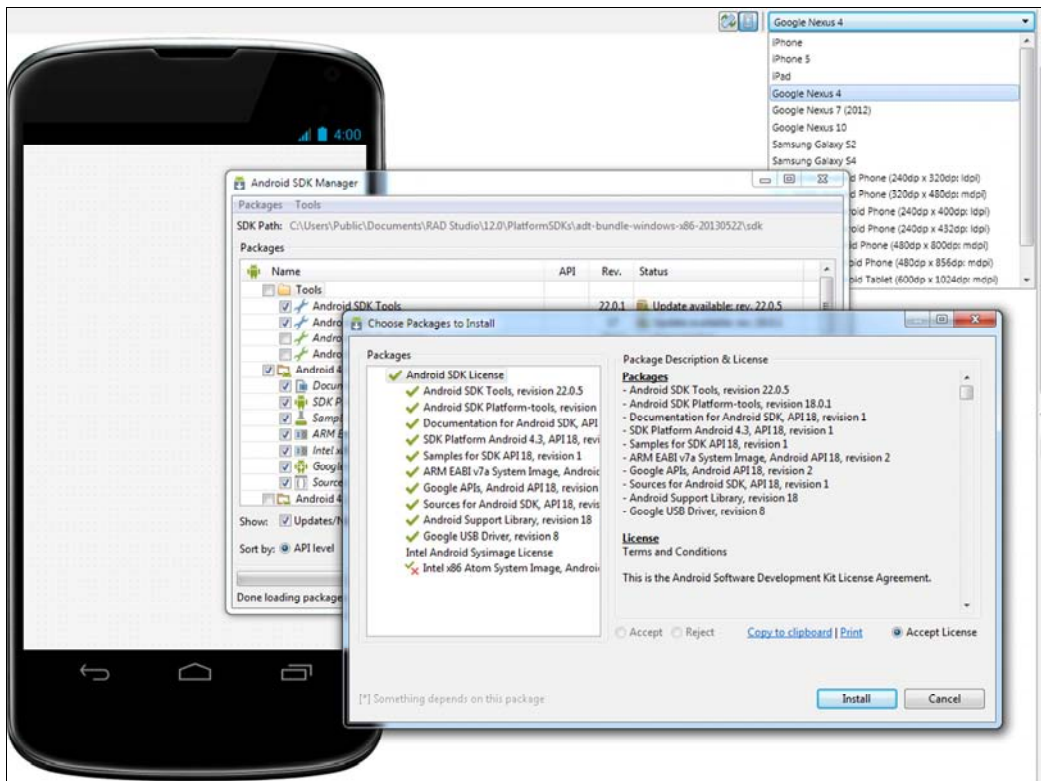 Google Nexus 4
iPhone
iPhone 5
iPad
Google Nexus 4
Google Nexus 7 (2012)
Google Nexus 10
Samsung Galaxy S2
Samsung Galaxy S4
d Phone (240dp x 320dp: ldpi)
d Phone (320dp x 480dp: mdpi)
oid Phone (240dp x 400dp: ldpi)
oid Phone (240dp x 432dp: ldpi)
id Phone (480dp x 800dp: mdpi)
oid Phone (480dp x 856dp: mdpi)
oid Tablet (600dp x 1024dp: mdpi)
4:00
Android SDK Manager
Packages Tools
SDK Path: C:\Users\Public\Documents\RAD Studio\12.0\PlatformSDKs\adt-bundle-windows-x86-20130522\sdk
Packages
Name API Rev. Status
Tools
Android SDK Tools 22.0.1 Update available: rev. 22.0.5
Andro
Andro
Andro
Android 4
Docum
SDK P
Sampl
ARM E
Intel x
Google
Source
Android 4
Show: Updates/N
Sort by: API level
Done loading package
Choose Packages to Install
Packages
Android SDK License
Android SDK Tools, revision 22.0.5
Android SDK Platform-tools, revision
Documentation for Android SDK, API
SDK Platform Android 4.3, API 18, revi
Samples for SDK API 18, revision 1
ARM EABI v7a System Image, Android
Google APIs, Android API 18, revision
Sources for Android SDK, API 18, revis
Android Support Library, revision 18
Google USB Driver, revision 8
Intel Android Sysimage License
Intel x86 Atom System Image, Androi
Package Description & License
Packages
- Android SDK Tools, revision 22.0.5
- Android SDK Platform-tools, revision 18.0.1
- Documentation for Android SDK, API 18, revision 1
- SDK Platform Android 4.3, API 18, revision 1
- Samples for SDK API 18, revision 1
- ARM EABI v7a System Image, Android API 18, revision 2
- Google APIs, Android API 18, revision 2
- Sources for Android SDK, API 18, revision 1
- Android Support Library, revision 18
- Google USB Driver, revision 8
License
Terms and Conditions
This is the Android Software Development Kit License Agreement.
Accept Reject Copy to clipboard | Print Accept License
[*] Something depends on this package
Install Cancel